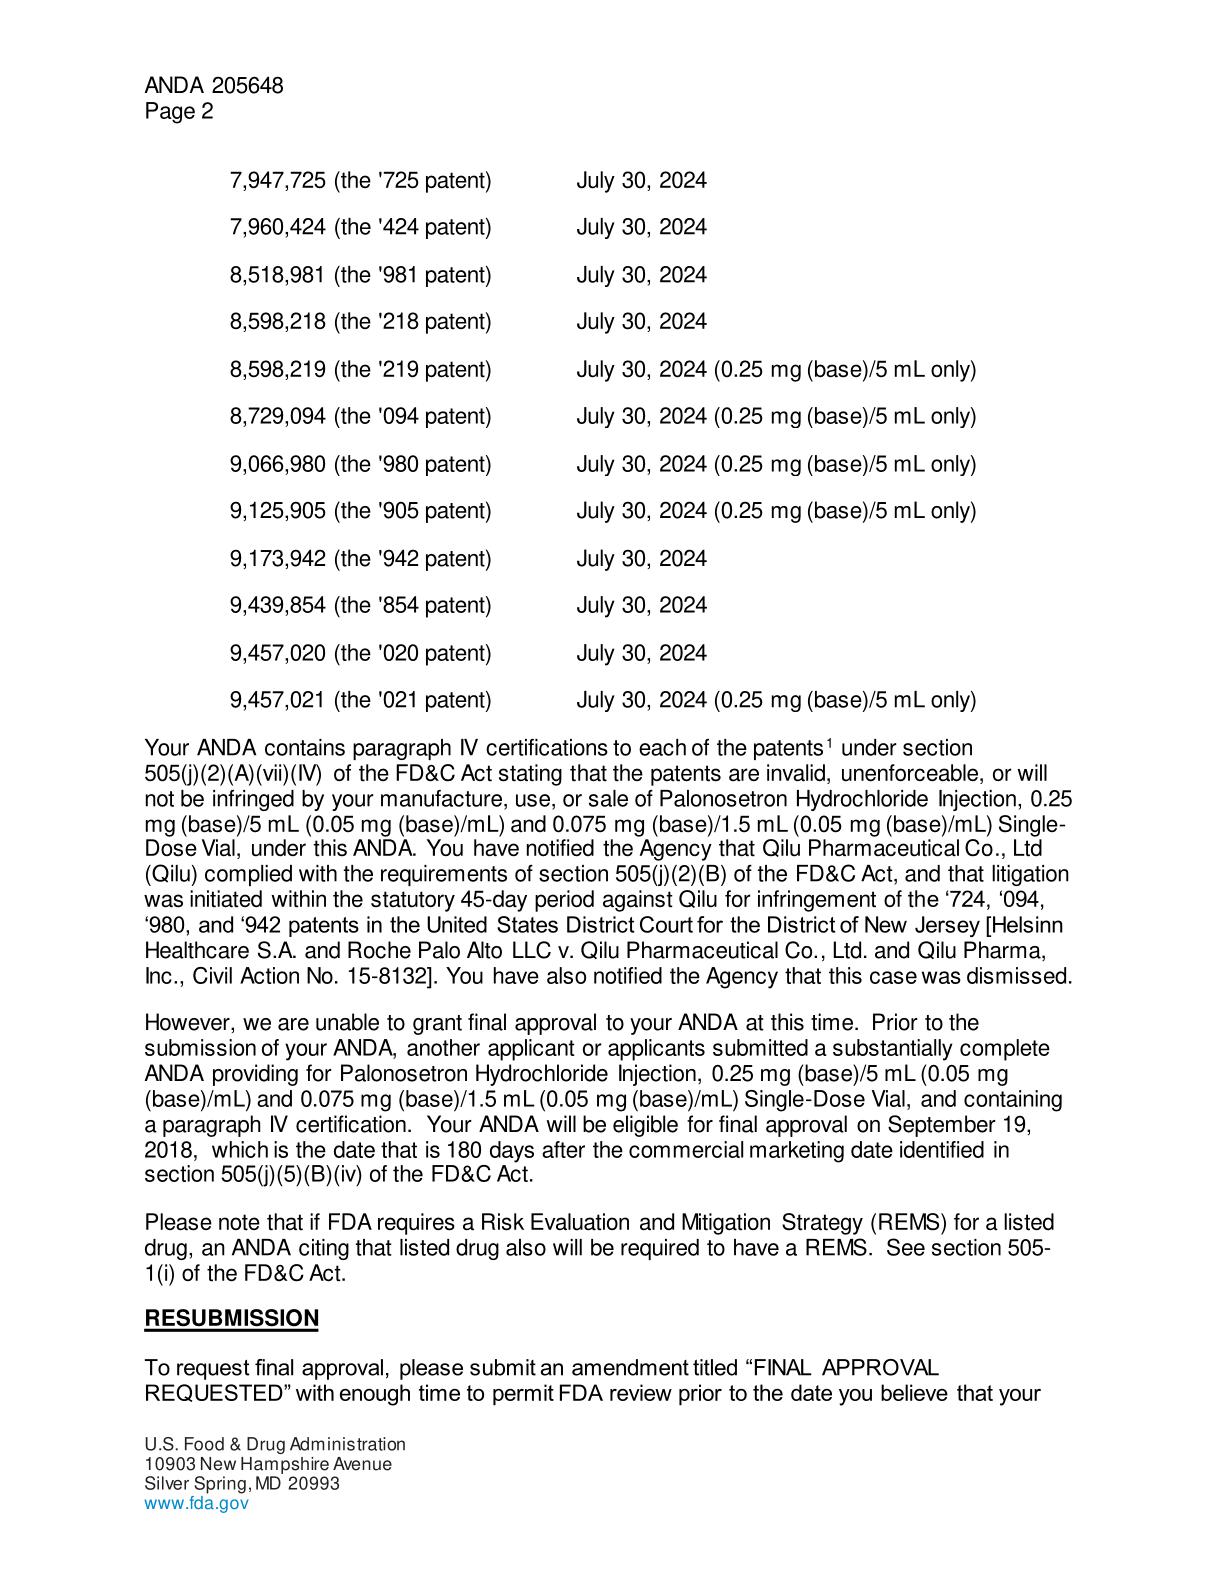 ANDA 205648
Page 2
7,947,725 (the '725 patent) July 30, 2024
7,960,424 (the '424 patent) July 30, 2024
8,518,981 (the '981 patent) July 30, 2024
8,598,218 (the '218 patent) July 30, 2024
8,598,219 (the '219 patent) July 30, 2024 (0.25 mg (base)/5 mL only)
8,729,094 (the '094 patent) July 30, 2024 (0.25 mg (base)/5 mL only)
9,066,980 (the '980 patent) July 30, 2024 (0.25 mg (base)/5 mL only)
9,125,905 (the '905 patent) July 30, 2024 (0.25 mg (base)/5 mL only)
9,173,942 (the '942 patent) July 30, 2024
9,439,854 (the '854 patent) July 30, 2024
9,457,020 (the '020 patent) July 30, 2024
9,457,021 (the '021 patent) July 30, 2024 (0.25 mg (base)/5 mL only)
Your ANDA contains paragraph IV certifications to each of the patents¹ under section
505(j)(2)(A)(vii)(IV) of the FD&C Act stating that the patents are invalid, unenforceable, or will
not be infringed by your manufacture, use, or sale of Palonosetron Hydrochloride Injection, 0.25
mg (base)/5 mL (0.05 mg (base)/mL) and 0.075 mg (base)/1.5 mL (0.05 mg (base)/mL) Single-
Dose Vial, under this ANDA. You have notified the Agency that Qilu Pharmaceutical Co., Ltd
(Qilu) complied with the requirements of section 505(j)(2)(B) of the FD&C Act, and that litigation
was initiated within the statutory 45-day period against Qilu for infringement of the ‘724, ‘094,
‘980, and ‘942 patents in the United States District Court for the District of New Jersey [Helsinn
Healthcare S.A. and Roche Palo Alto LLC v. Qilu Pharmaceutical Co., Ltd. and Qilu Pharma,
Inc., Civil Action No. 15-8132]. You have also notified the Agency that this case was dismissed.
However, we are unable to grant final approval to your ANDA at this time. Prior to the
submission of your ANDA, another applicant or applicants submitted a substantially complete
ANDA providing for Palonosetron Hydrochloride Injection, 0.25 mg (base)/5 mL (0.05 mg
(base)/mL) and 0.075 mg (base)/1.5 mL (0.05 mg (base)/mL) Single-Dose Vial, and containing
a paragraph IV certification. Your ANDA will be eligible for final approval on September 19,
2018, which is the date that is 180 days after the commercial marketing date identified in
section 505(j)(5)(B)(iv) of the FD&C Act.
Please note that if FDA requires a Risk Evaluation and Mitigation Strategy (REMS) for a listed
drug, an ANDA citing that listed drug also will be required to have a REMS. See section 505-
1(i) of the FD&C Act.
RESUBMISSION
To request final approval, please submit an amendment titled “FINAL APPROVAL
REQUESTED” with enough time to permit FDA review prior to the date you believe that your
U.S. Food & Drug Administration
10903 New Hampshire Avenue
Silver Spring, MD 20993
www.fda.gov